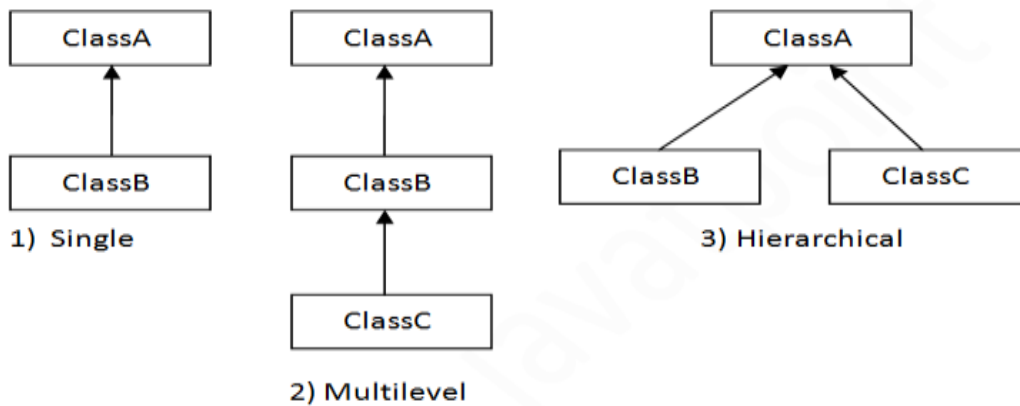 ClassA
ClassB
1) Single
ClassA
ClassB
ClassC
2) Multilevel
ClassA
ClassB
ClassC
3) Hierarchical